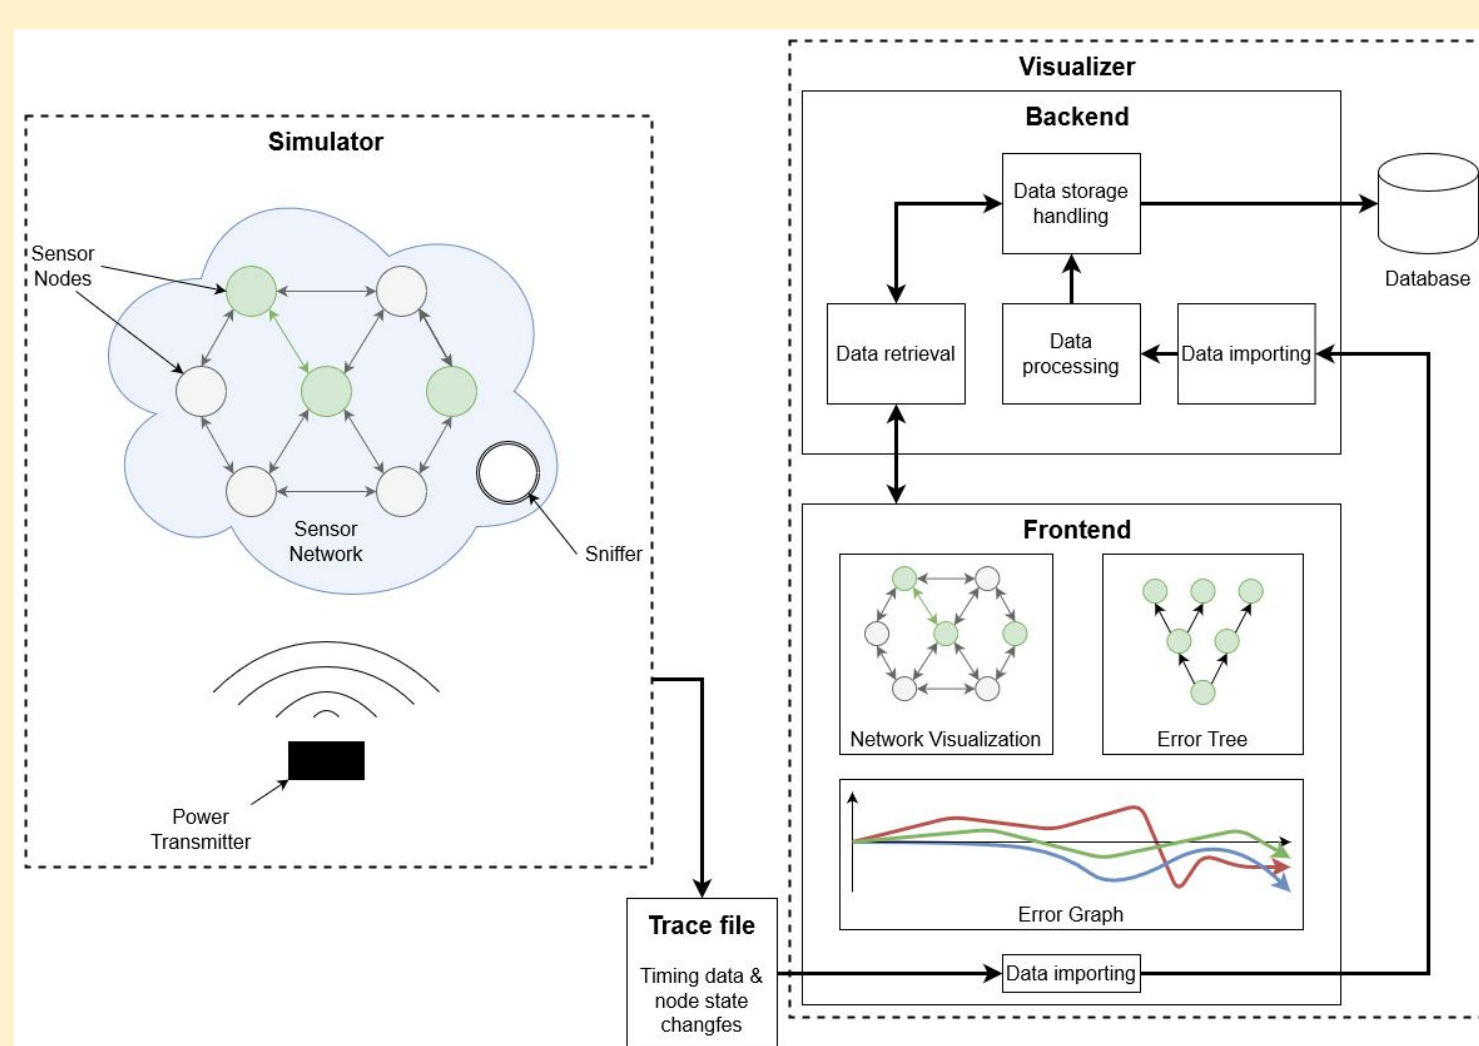 Simulator
Sensor
Nodes
Sensor
Network
Sniffer
Power
Transmitter
Trace file
Timing data &
node state
changfes
Visualizer
Backend
Data storage
handling
Database
Data retrieval
Data
processing
Data importing
Frontend
Network Visualization
Error Tree
Error Graph
Data importing